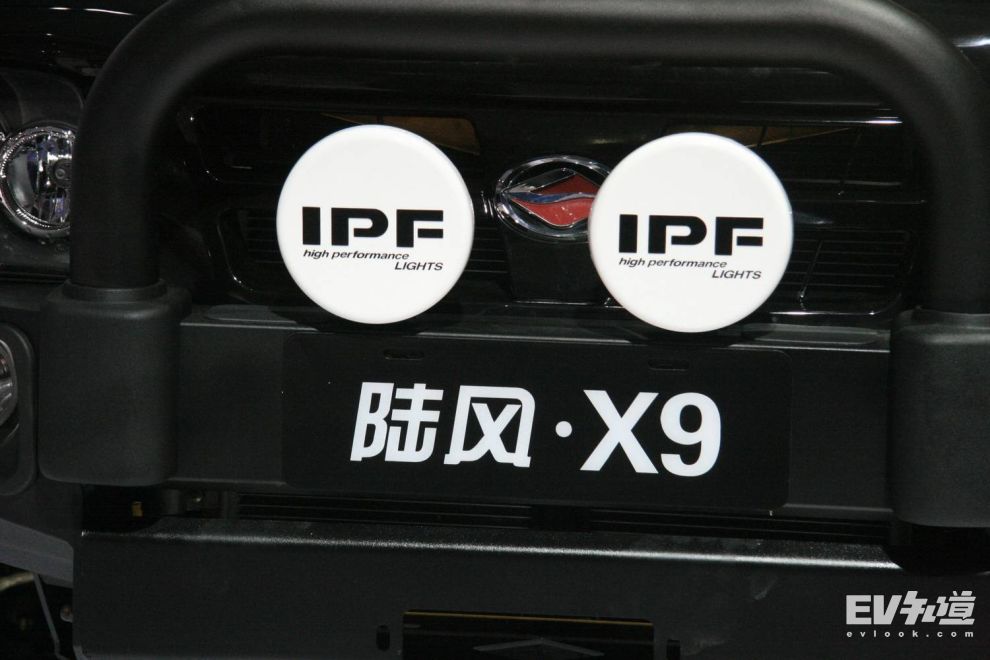 IPF
high performance
LIGHTS
IPF
high performance
LIGHTS
陆风·X9
EV知道
evlook.com